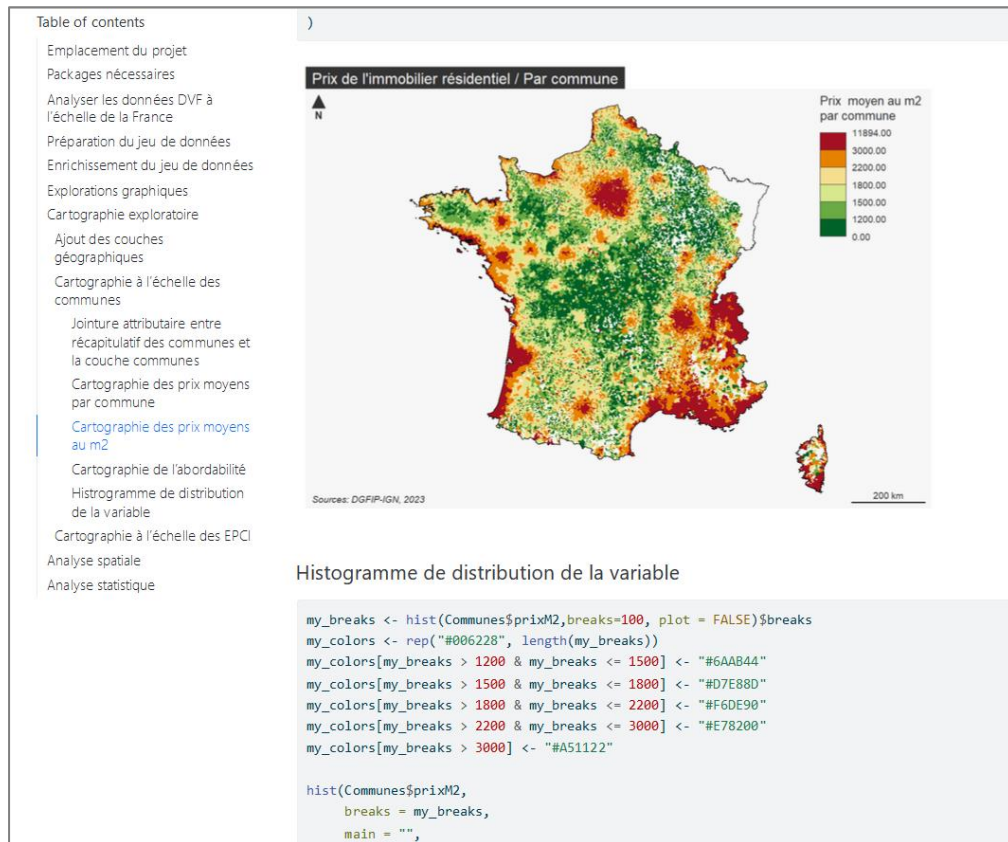 Table of contents
Emplacement du projet
Packages nécessaires
Analyser les données DVF à
l'échelle de la France
Préparation du jeu de données
Enrichissement du jeu de données
Explorations graphiques
Cartographie exploratoire
Ajout des couches
géographiques
Cartographie à l'échelle des
communes
Jointure attributaire entre
récapitulatif des communes et
la couche communes
Cartographie des prix moyens
par commune
Cartographie des prix moyens
au m2
Cartographie de l'abordabilité
Histrogramme de distribution
de la variable
Cartographie à l'échelle des EPCI
Analyse spatiale
Analyse statistique
)
Prix de l'immobilier résidentiel / Par commune
N
Prix moyen au m2
par commune
11894.00
3000.00
2200.00
1800.00
1500.00
1200.00
0.00
Sources: DGFIP-IGN, 2023
200 km
Histogramme de distribution de la variable
my_breaks <- hist(Communes$prixM2,breaks=100, plot = FALSE)$breaks
my_colors <- rep("#006228", length(my_breaks))
my_colors[my_breaks > 1200 & my_breaks <= 1500] <- "#6AAB44"
my_colors[my_breaks > 1500 & my_breaks <= 1800] <- "#D7E88D"
my_colors[my_breaks > 1800 & my_breaks <= 2200] <- "#F6DE90"
my_colors[my_breaks > 2200 & my_breaks <= 3000] <- "#E78200"
my_colors[my_breaks > 3000] <- "#A51122"
hist(Communes$prixM2,
breaks = my_breaks,
main = "",